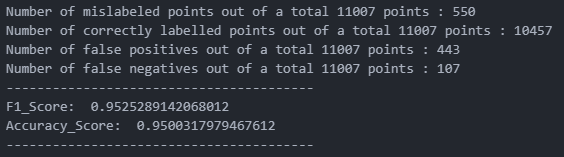 Number of mislabeled points out of a total 11007 points : 550
Number of correctly labelled points out of a total 11007 points : 10457
Number of false positives out of a total 11007 points : 443
Number of false negatives out of a total 11007 points : 107
----------------------------------------
F1_Score:  0.9525289142068012
Accuracy_Score:  0.9500317979467612
----------------------------------------